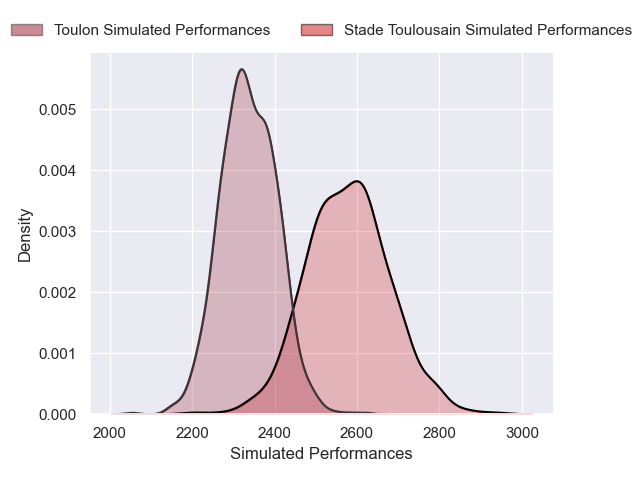 Toulon Simulated Performances
Stade Toulousain Simulated Performances
Density
0.005
0.004
0.003
0.002
0.001
0.000
2000 2200 2400 2600 2800 3000
Simulated Performances